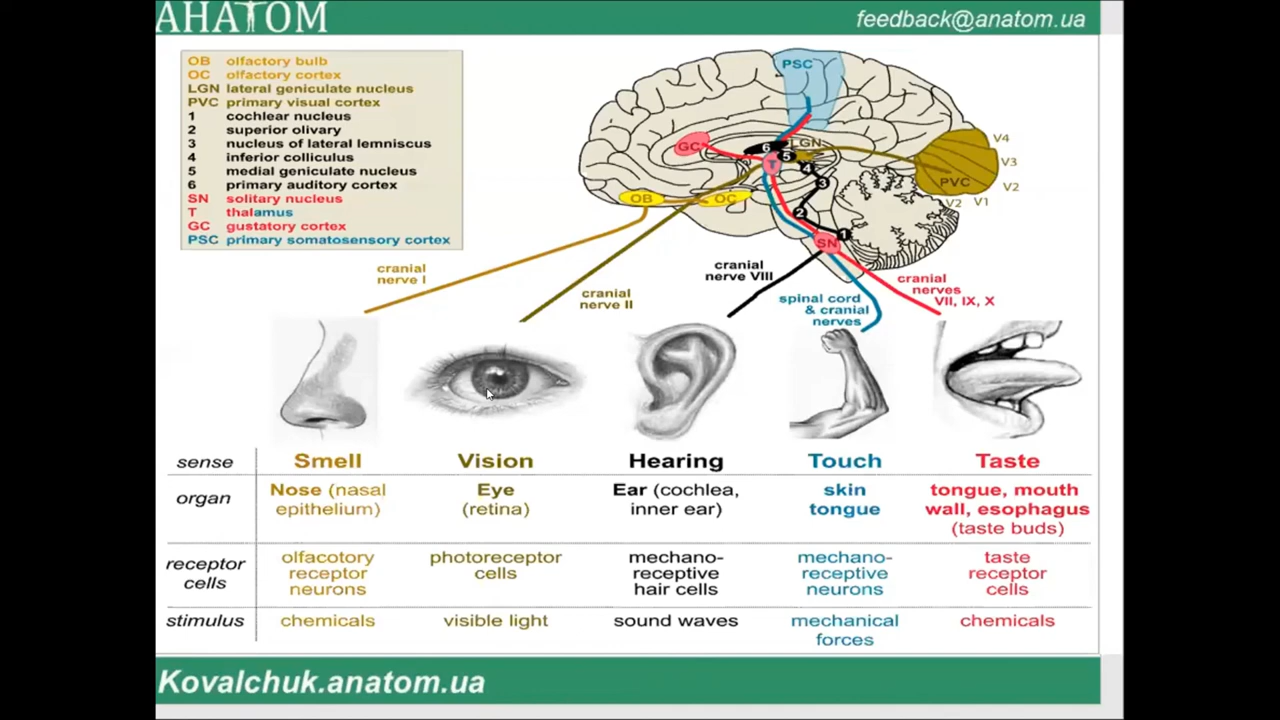 AHATOM
feedback@anatom.ua
OB olfactory bulb
OC olfactory cortex
LGN lateral geniculate nucleus
PVC primary visual cortex
1 cochlear nucleus
2 superior olivary
3 nucleus of lateral lemniscus
4 inferior colliculus
5 medial geniculate nucleus
6 primary auditory cortex
SN solitary nucleus
T thalamus
GC gustatory cortex
PSC primary somatosensory cortex
PSC
GC
6
5
LGN
T
4
3
2
1
SN
OB
OC
PVC
V4
V3
V2
V1
V2
cranial
nerve I
cranial
nerve II
cranial
nerve VIII
spinal cord
& cranial
nerves
cranial
nerves
VII, IX, X
sense Smell Vision Hearing Touch Taste
organ
Nose (nasal
epithelium)
Eye
(retina)
Ear (cochlea,
inner ear)
skin
tongue
tongue, mouth
wall, esophagus
(taste buds)
receptor
cells
olfacotory
receptor
neurons
photoreceptor
cells
mechano-
receptive
hair cells
mechano-
receptive
neurons
taste
receptor
cells
stimulus
chemicals
visible light
sound waves
mechanical
forces
chemicals
Kovalchuk.anatom.ua